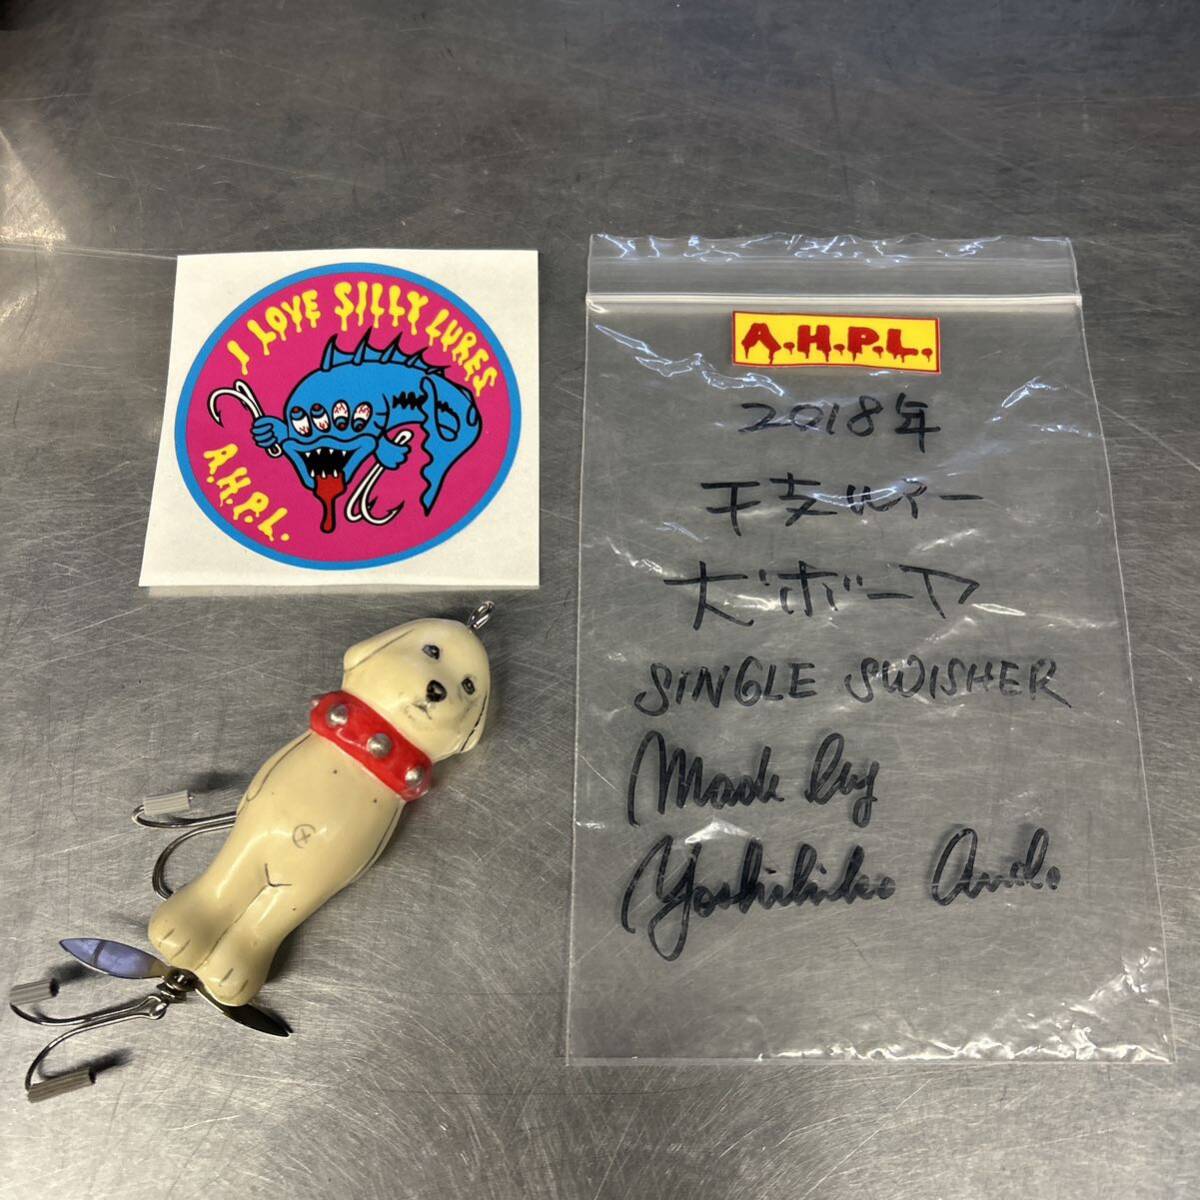 I LOVE SILLY LURES
A.H.P.L.
A.H.P.L.
2018年
干支ルアー
犬ボーア
SINGLE SWISHER
Made by
Yoshihiko Ando.